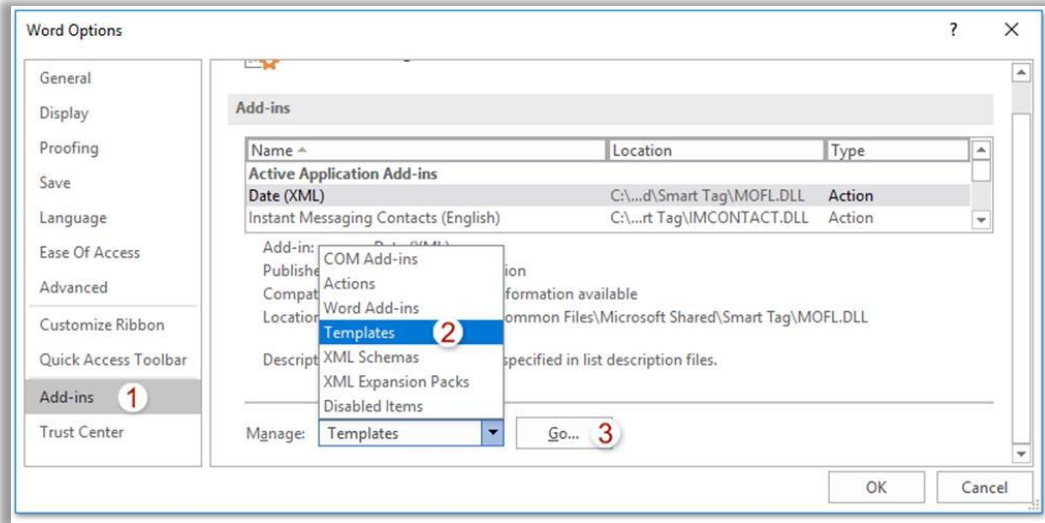 Word Options
?
General
Display
Proofing
Save
Language
Ease Of Access
Advanced
Customize Ribbon
Quick Access Toolbar
Add-ins 1
Trust Center
Add-ins
Name Location Type
Active Application Add-ins
Date (XML) C:\...d\Smart Tag\MOFL.DLL Action
Instant Messaging Contacts (English) C:\...rt Tag\IMCONTACT.DLL Action
Add-in:
Publishe ion
Compat formation available
Location ommon Files\Microsoft Shared\Smart Tag\MOFL.DLL
Descript specified in list description files.
COM Add-ins
Actions
Word Add-ins
Templates 2
XML Schemas
XML Expansion Packs
Disabled Items
Manage: Templates Go... 3
OK Cancel